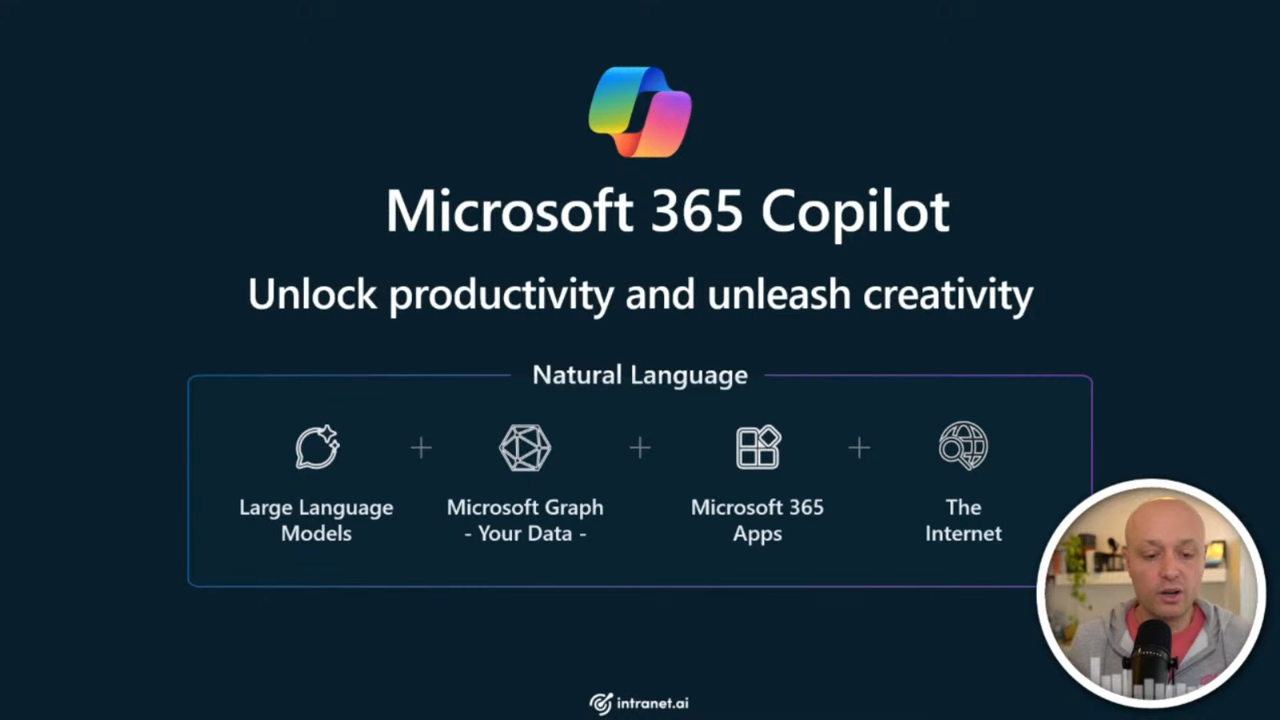 Microsoft 365 Copilot
Unlock productivity and unleash creativity
Natural Language
Large Language
Models
Microsoft Graph
- Your Data -
Microsoft 365
Apps
The
Internet
intranet.ai